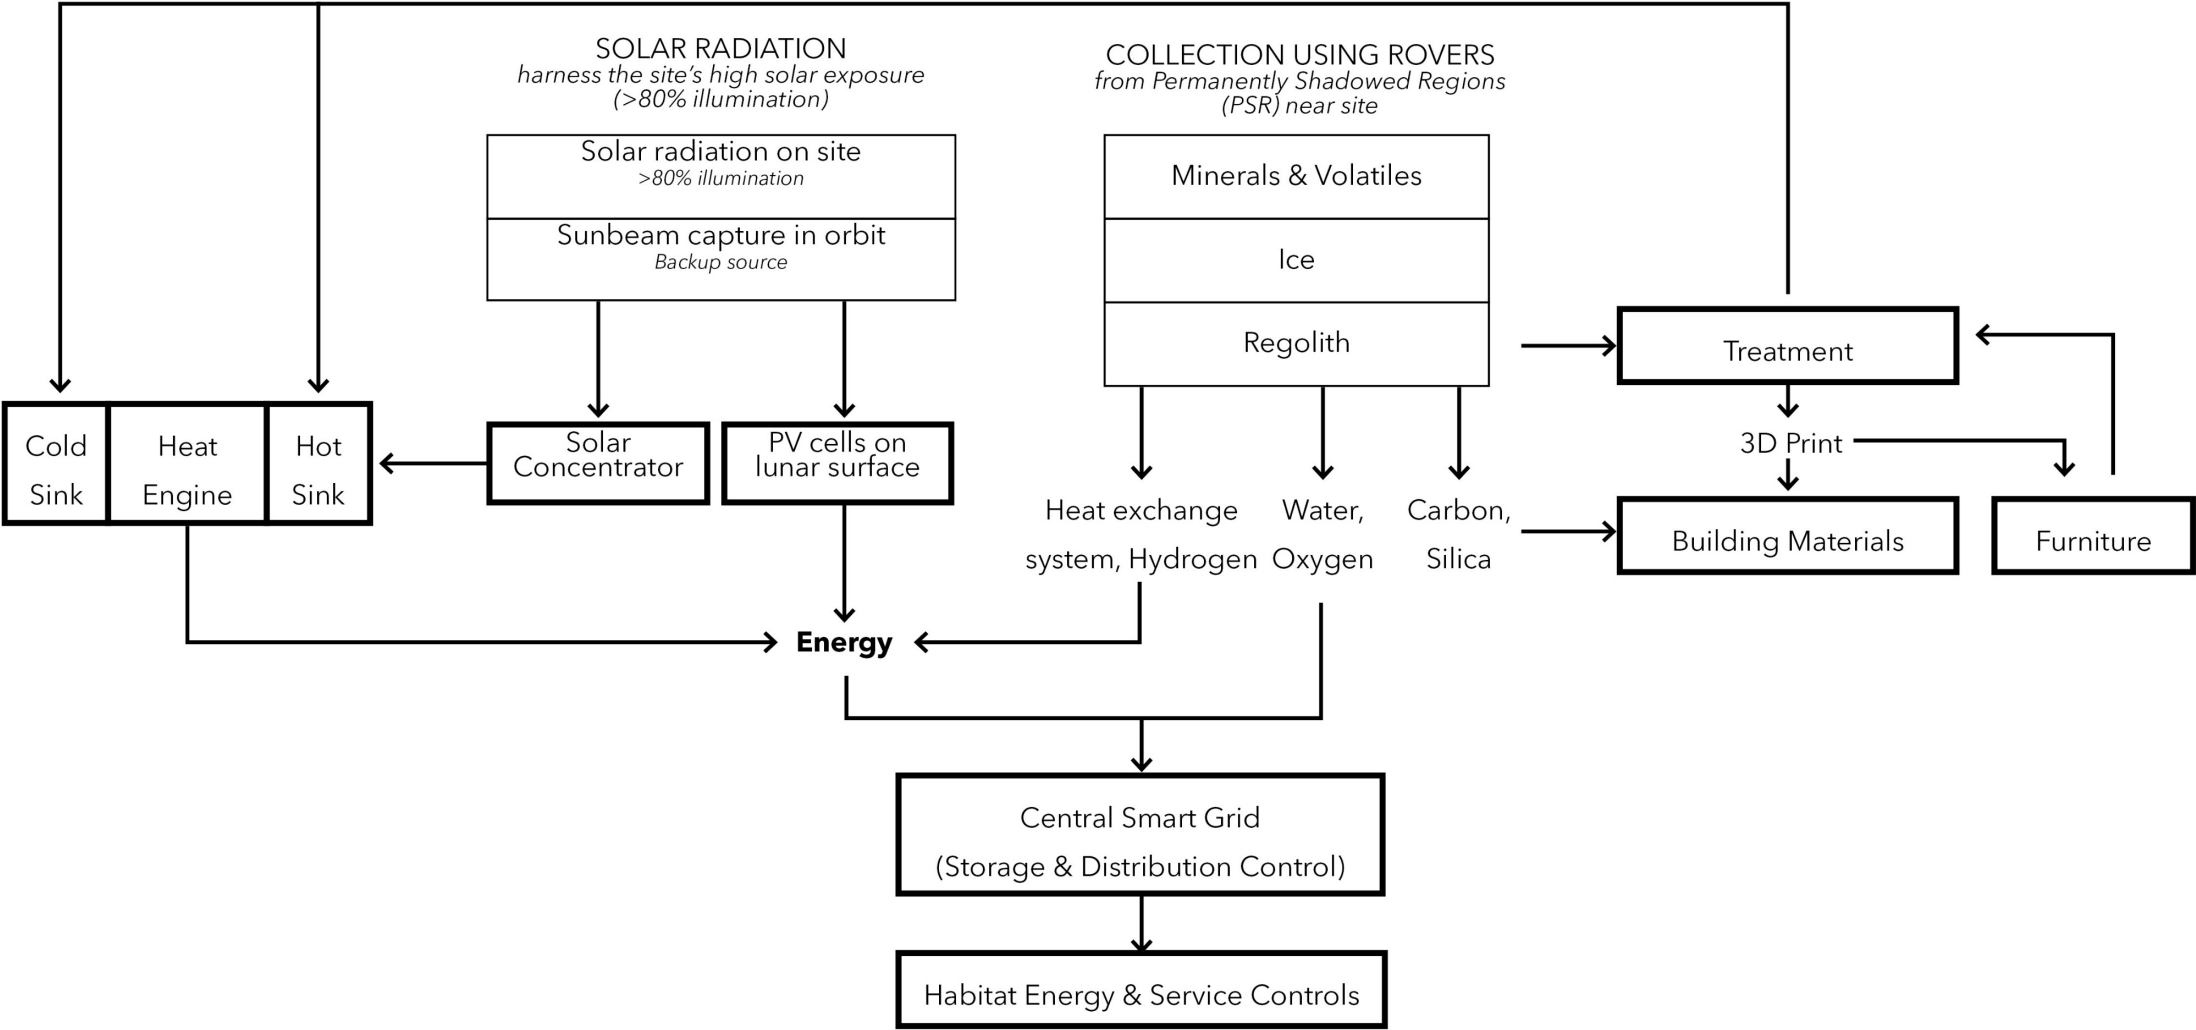 SOLAR RADIATION
harness the site's high solar exposure
(>80% illumination)
Solar radiation on site
>80% illumination
Sunbeam capture in orbit
Backup source
COLLECTION USING ROVERS
from Permanently Shadowed Regions
(PSR) near site
Minerals & Volatiles
Ice
Regolith
Treatment
3D Print
Building Materials
Furniture
Cold
Sink
Heat
Engine
Hot
Sink
Solar
Concentrator
PV cells on
lunar surface
Heat exchange
system, Hydrogen
Water,
Oxygen
Carbon,
Silica
Energy
Central Smart Grid
(Storage & Distribution Control)
Habitat Energy & Service Controls